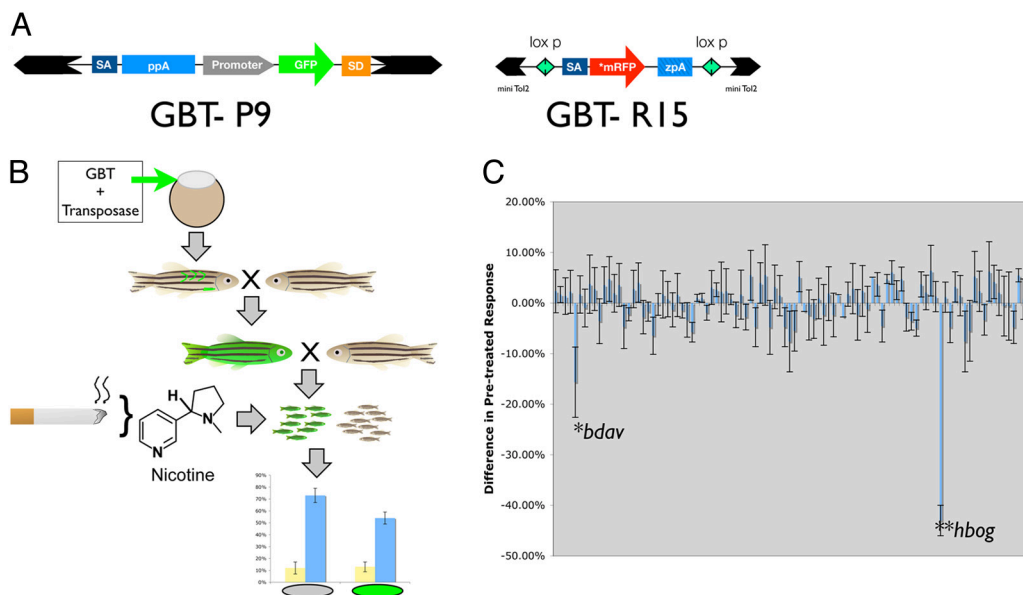 A
SA
ppA
Promoter
GFP
SD
GBT- P9
lox p
lox p
SA
*mRFP
zpA
mini Tol2
mini Tol2
GBT- R15
B
GBT
+
Transposase
X
X
H
N
N
Nicotine
90%
80%
70%
60%
50%
40%
30%
20%
10%
0%
C
Difference in Pre-treated Response
20.00%
10.00%
0.00%
-10.00%
-20.00%
-30.00%
-40.00%
-50.00%
*bdav
**hbog